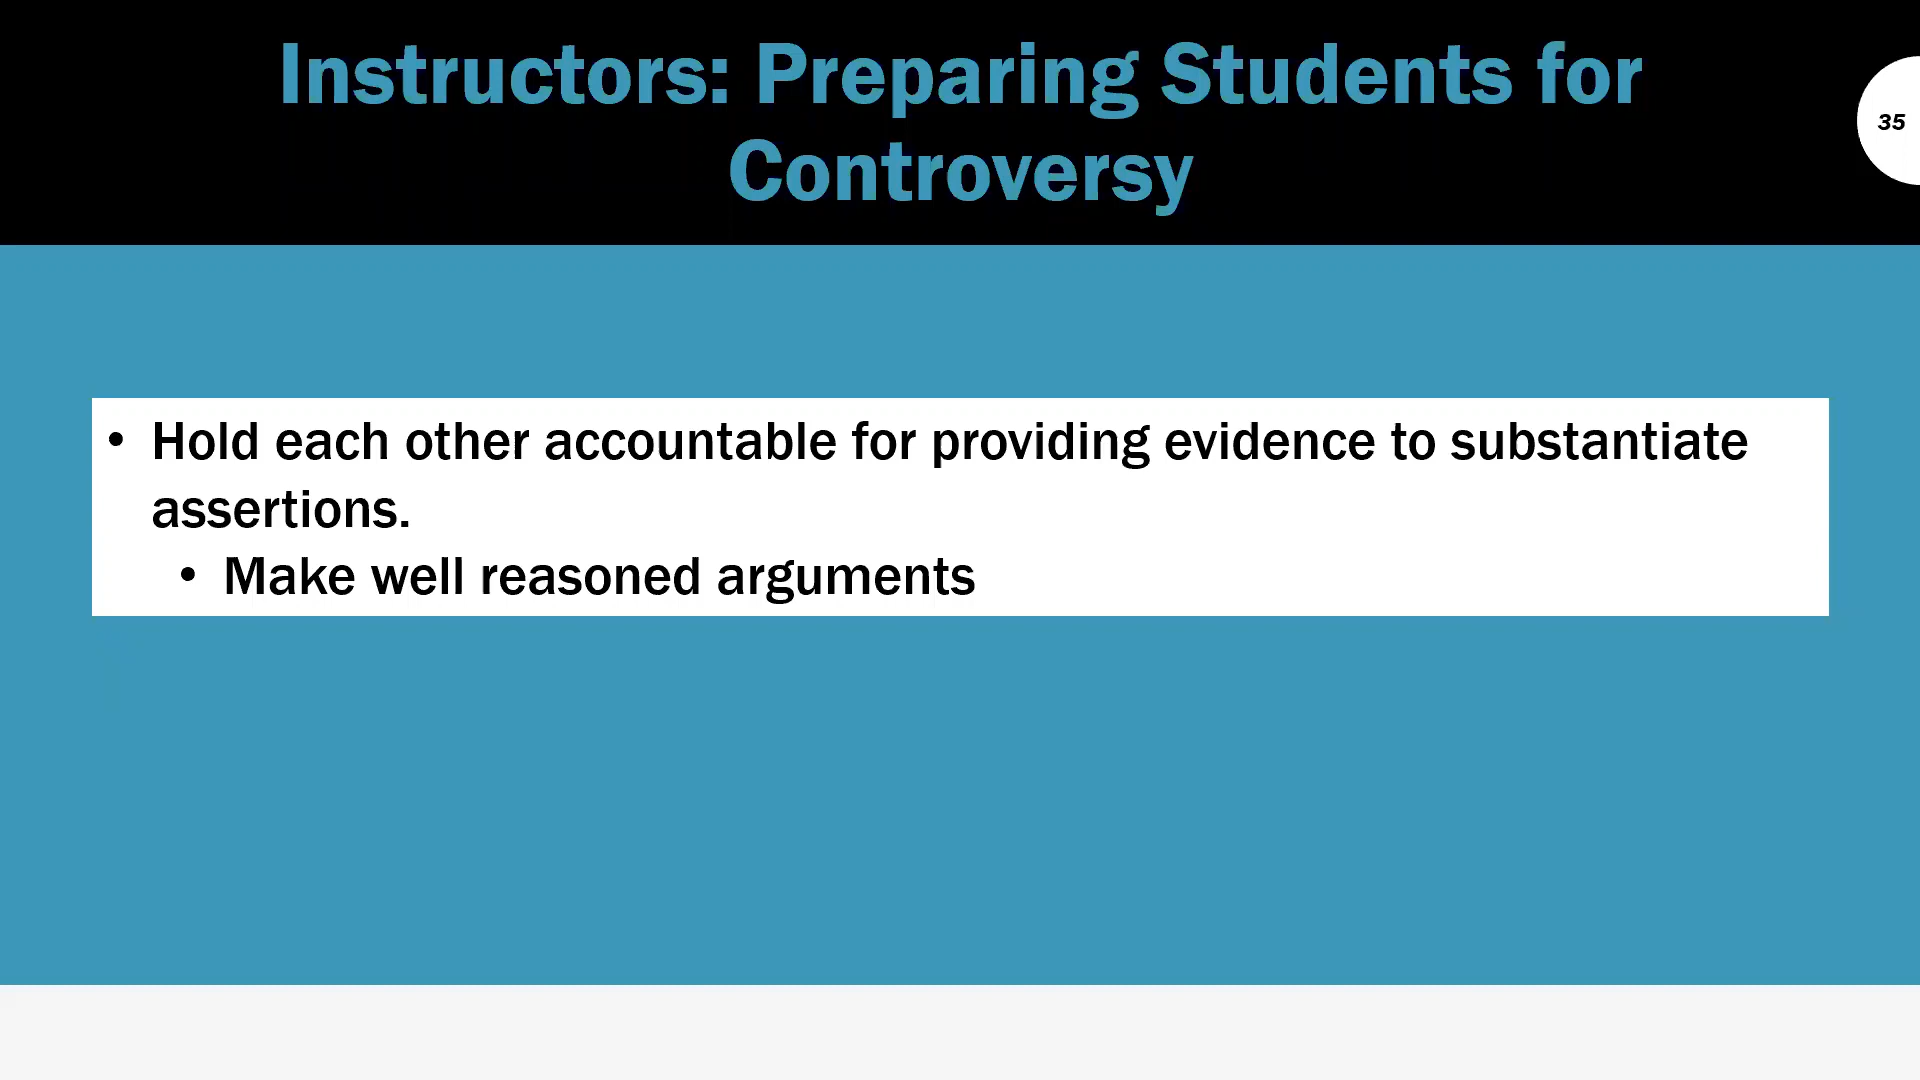 Instructors: Preparing Students for
Controversy
35
• Hold each other accountable for providing evidence to substantiate
assertions.
• Make well reasoned arguments